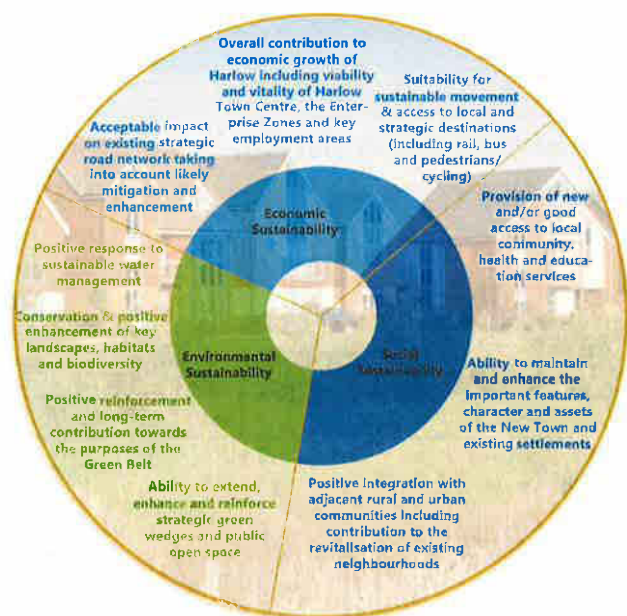 Overall contribution to
economic growth of
Harlow including viability
and vitality of Harlow
Town Centre, the Enter-
prise Zones and key
employment areas
Suitability for
sustainable movement
& access to local and
strategic destinations
(including rail, bus
and pedestrians/
cycling)
Provision of new
and/or good
access to local
community,
health and educa-
tion services
Ability to maintain
and enhance the
important features,
character and assets
of the New Town and
existing settlements
Positive integration with
adjacent rural and urban
communities including
contribution to the
revitalisation of existing
neighbourhoods
Ability to extend,
enhance and reinforce
strategic green
wedges and public
open space
Positive reinforcement
and long-term
contribution towards
the purposes of the
Green Belt
Conservation & positive
enhancement of key
landscapes, habitats
and biodiversity
Positive response to
sustainable water
management
Acceptable impact
on existing strategic
road network taking
into account likely
mitigation and
enhancement
Economic
Sustainability
Social
Sustainability
Environmental
Sustainability